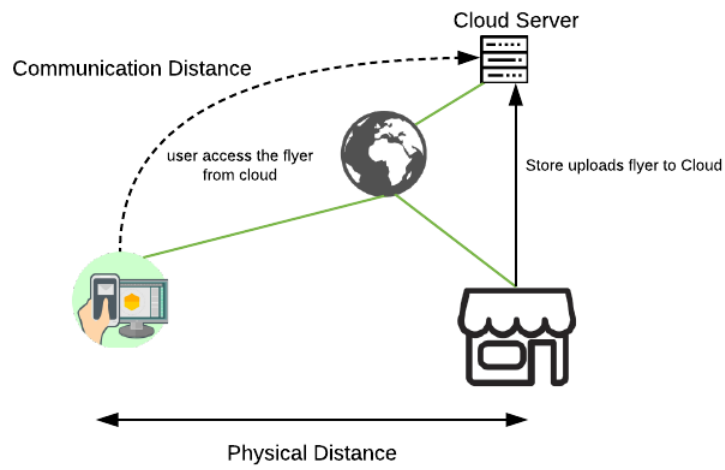 Cloud Server
Communication Distance
user access the flyer
from cloud
Store uploads flyer to Cloud
Physical Distance